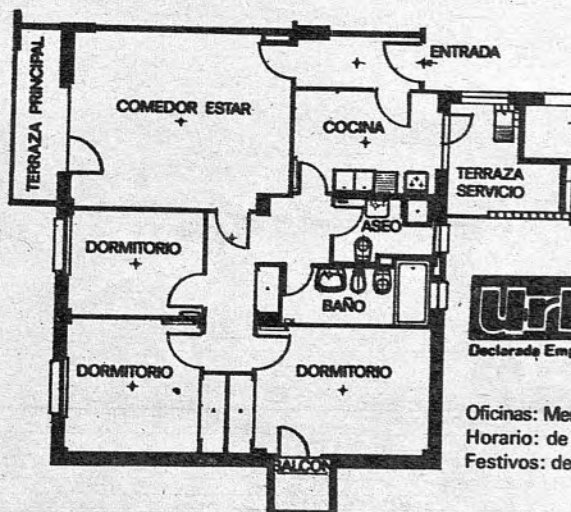 TERRAZA PRINCIPAL
COMEDOR ESTAR
ENTRADA
COCINA
TERRAZA
SERVICIO
ASEO
DORMITORIO
BAÑO
DORMITORIO
DORMITORIO
BALCON
Declarada
Oficinas:
Horario: de
Festivos: de